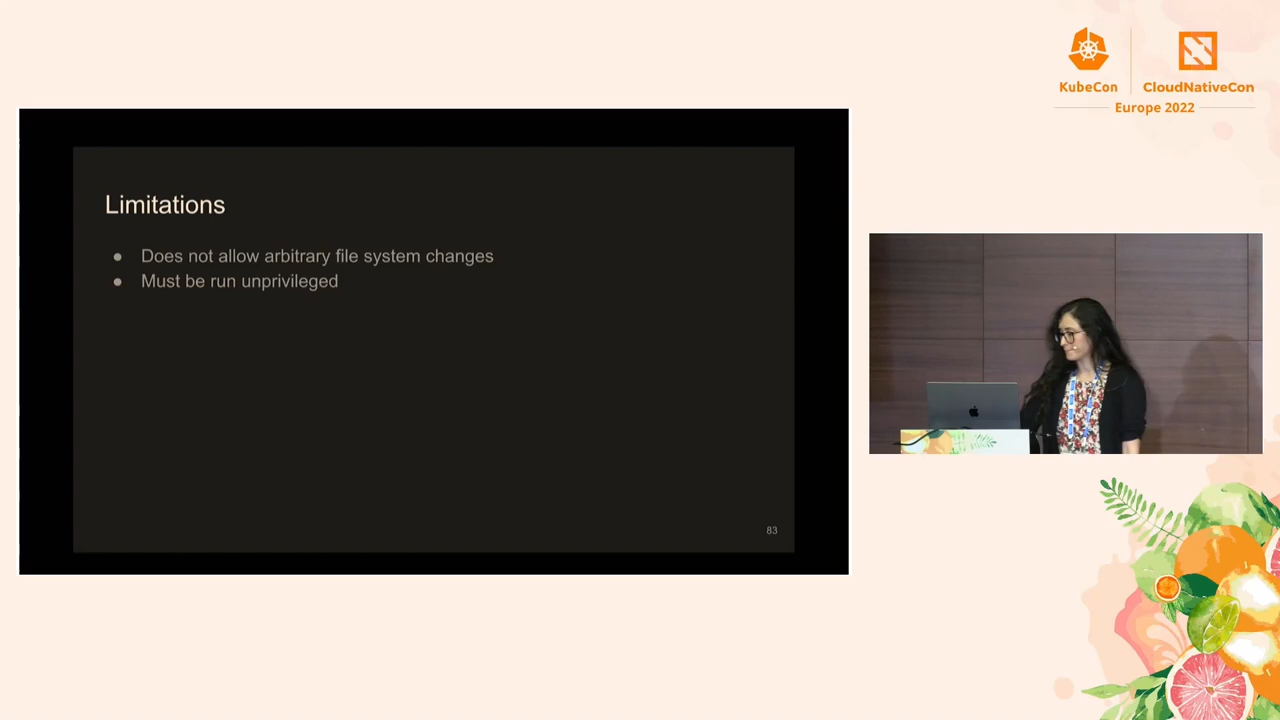 KubeCon
CloudNativeCon
Europe 2022
Limitations
● Does not allow arbitrary file system changes
● Must be run unprivileged
83